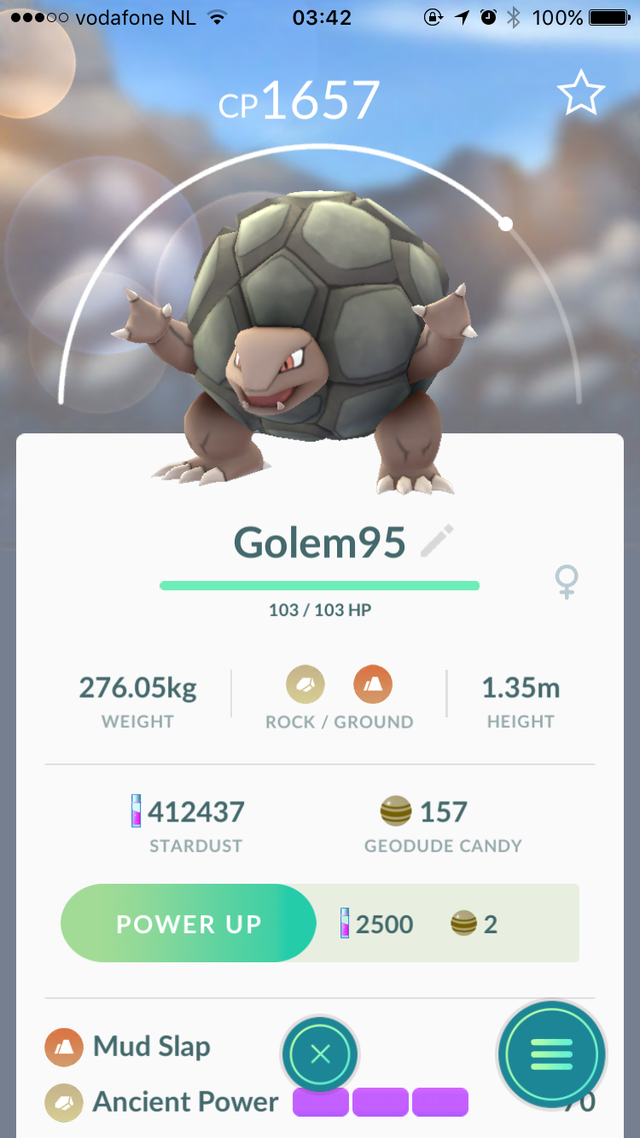 vodafone NL 03:42 100%
CP1657
Golem95
103 / 103 HP
276.05kg 1.35m
WEIGHT ROCK / GROUND HEIGHT
412437 157
STARDUST GEODUDE CANDY
POWER UP 2500 2
Mud Slap
Ancient Power 70